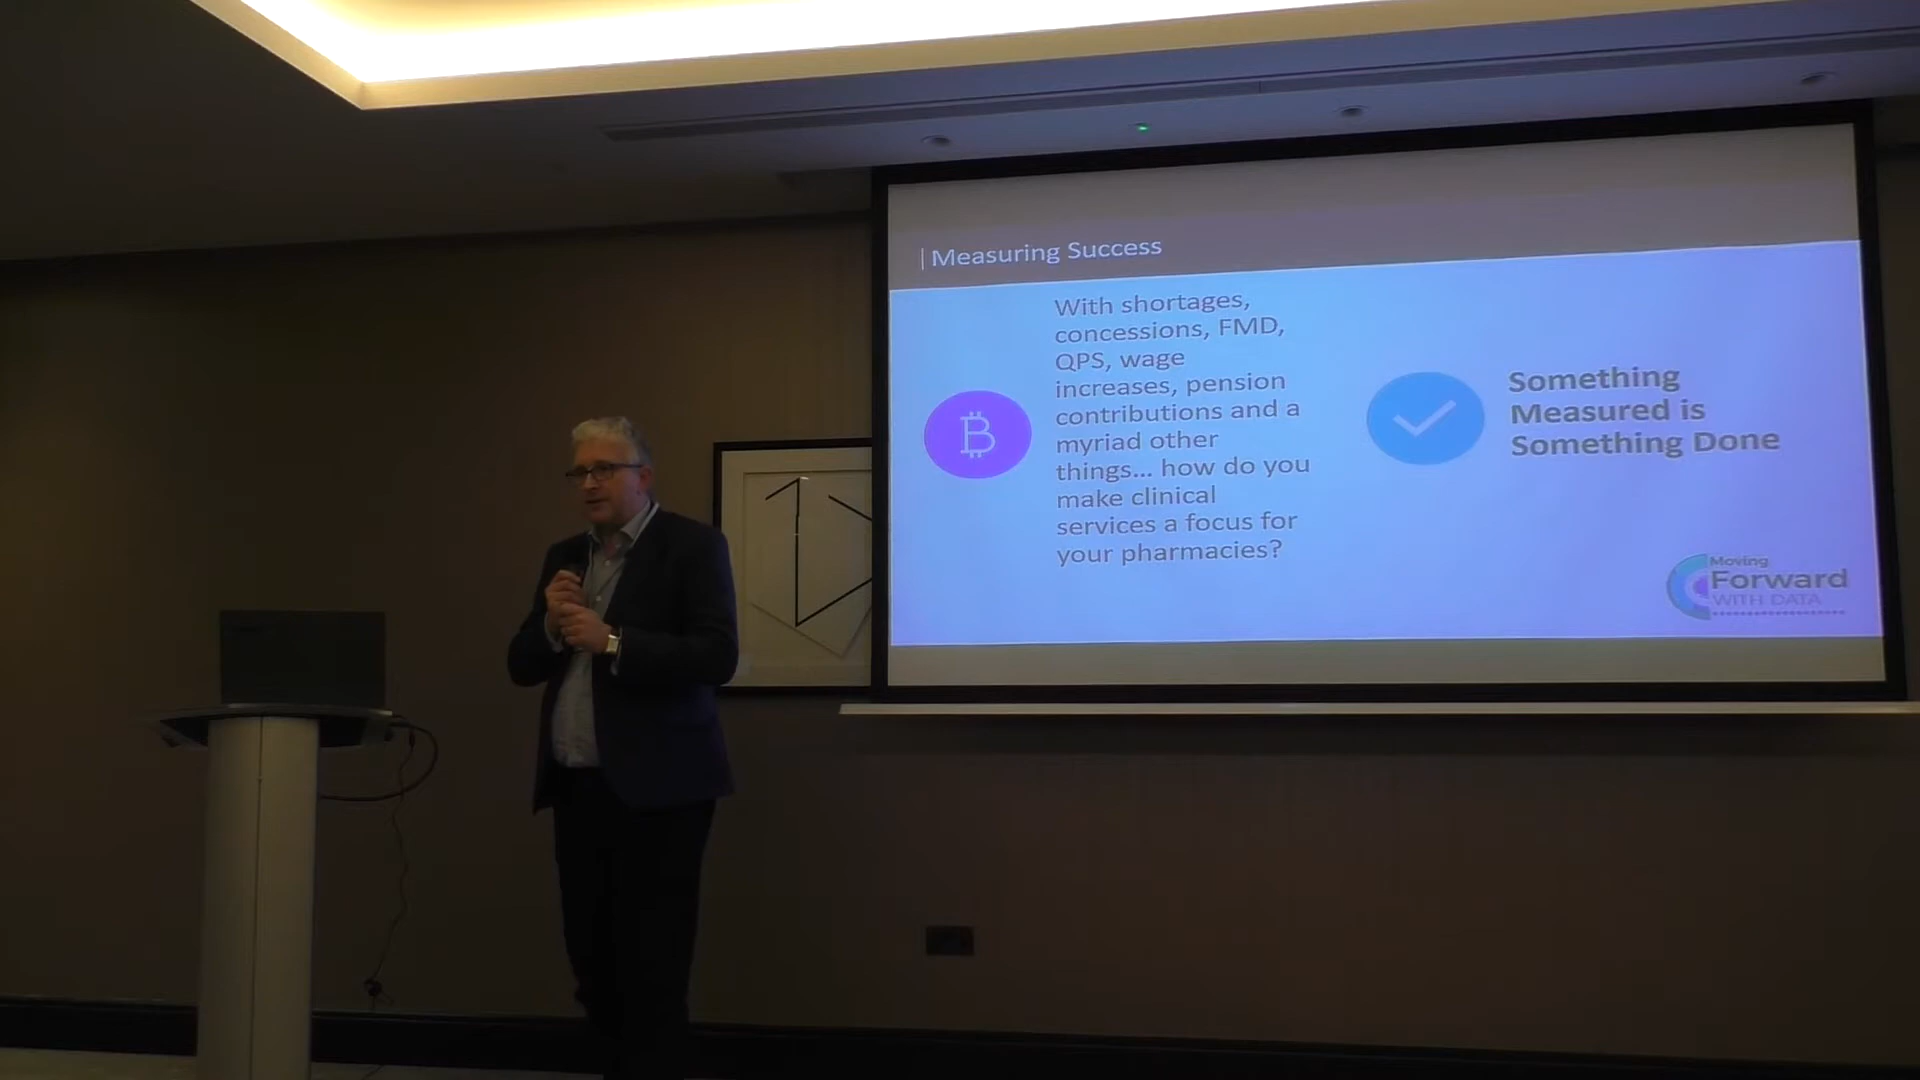 | Measuring Success
With shortages,
concessions, FMD,
QPS, wage
increases, pension
contributions and a
myriad other
things... how do you
make clinical
services a focus for
your pharmacies?
Something
Measured is
Something Done
Moving
Forward
WITH DATA